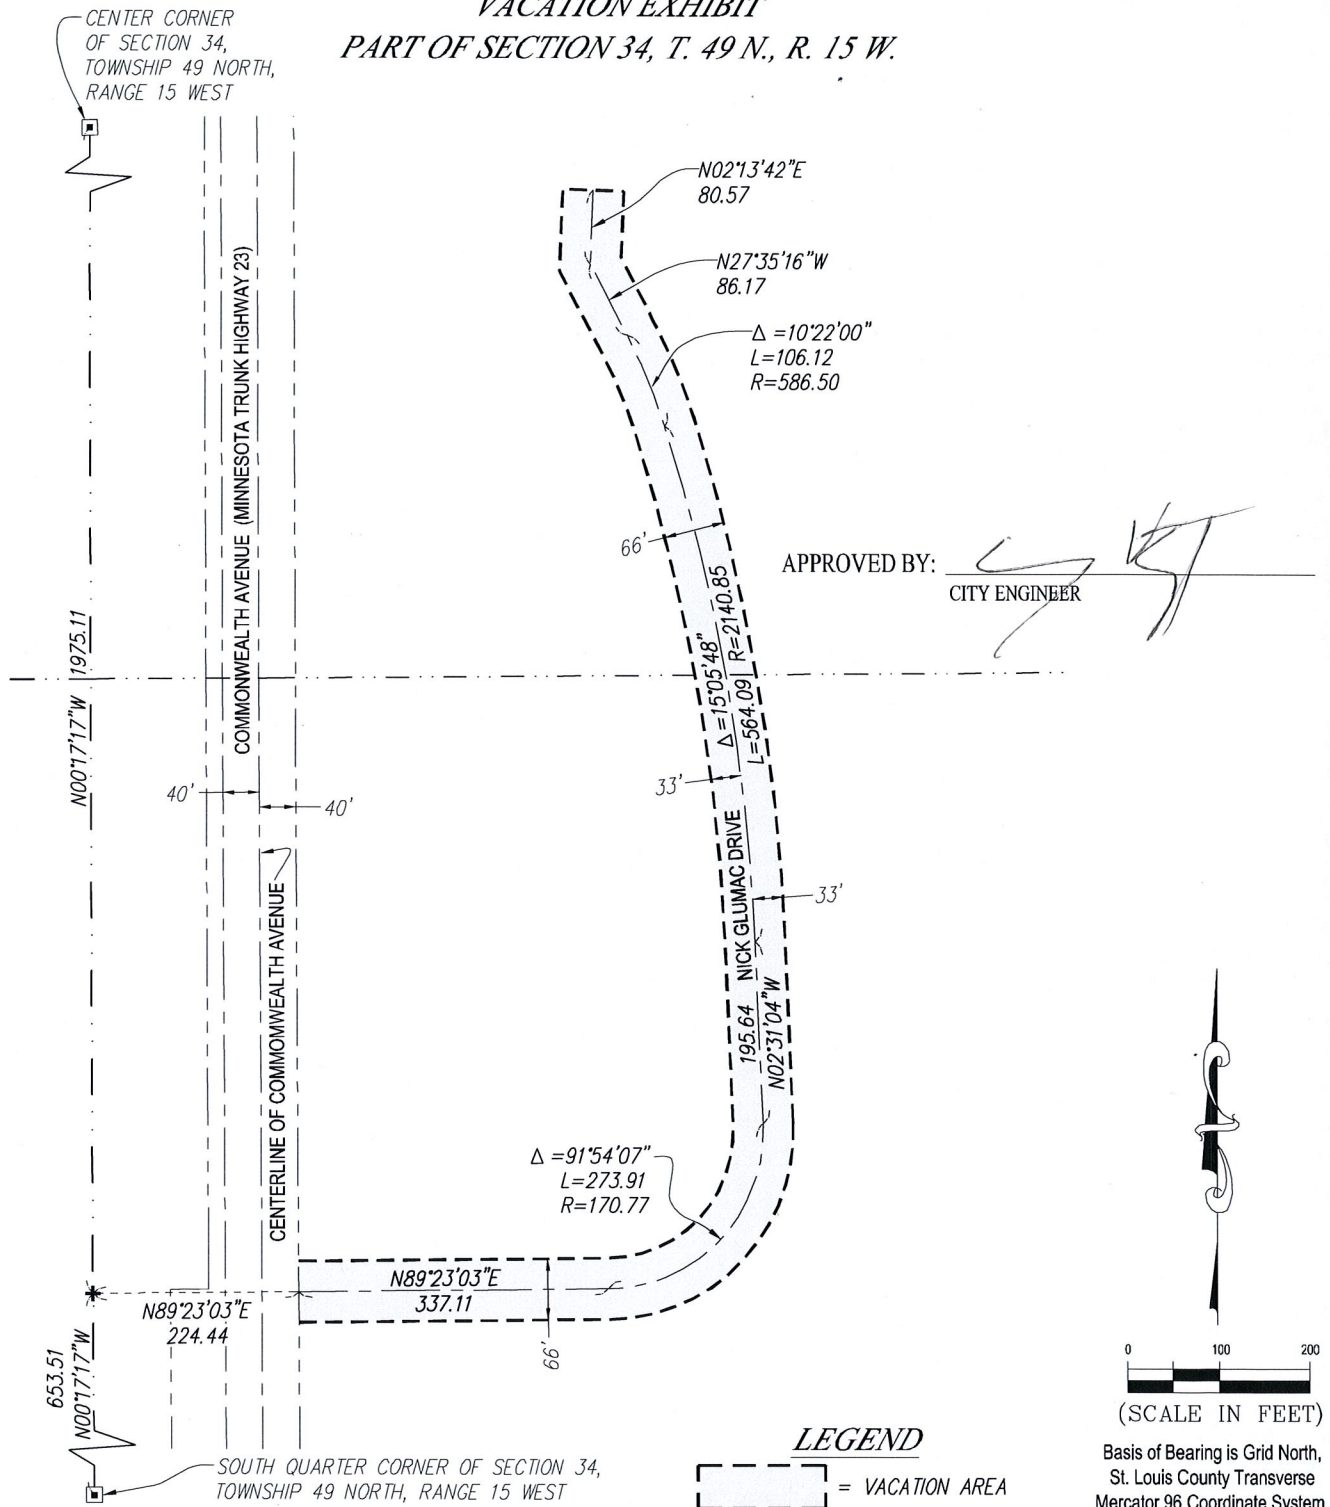 VACATION EXHIBIT
PART OF SECTION 34, T. 49 N., R. 15 W.
CENTER CORNER
OF SECTION 34,
TOWNSHIP 49 NORTH,
RANGE 15 WEST
N02°13'42"E
80.57
N27°35'16"W
86.17
Δ =10°22'00"
L=106.12
R=586.50
COMMONWEALTH AVENUE (MINNESOTA TRUNK HIGHWAY 23)
66'
APPROVED BY:
CITY ENGINEER
N00°17'17"W 1975.11
Δ =15°05'48"
L=564.09 R=2140.85
40'
40'
33'
33'
NICK GLUMAC DRIVE
CENTERLINE OF COMMOMWEALTH AVENUE
195.64
N02°31'04"W
Δ =91°54'07"
L=273.91
R=170.77
N89°23'03"E
224.44
N89°23'03"E
337.11
66'
653.51
N00°17'17"W
0 100 200
(SCALE IN FEET)
LEGEND
= VACATION AREA
SOUTH QUARTER CORNER OF SECTION 34,
TOWNSHIP 49 NORTH, RANGE 15 WEST
Basis of Bearing is Grid North,
St. Louis County Transverse
Mercator 96 Coordinate System